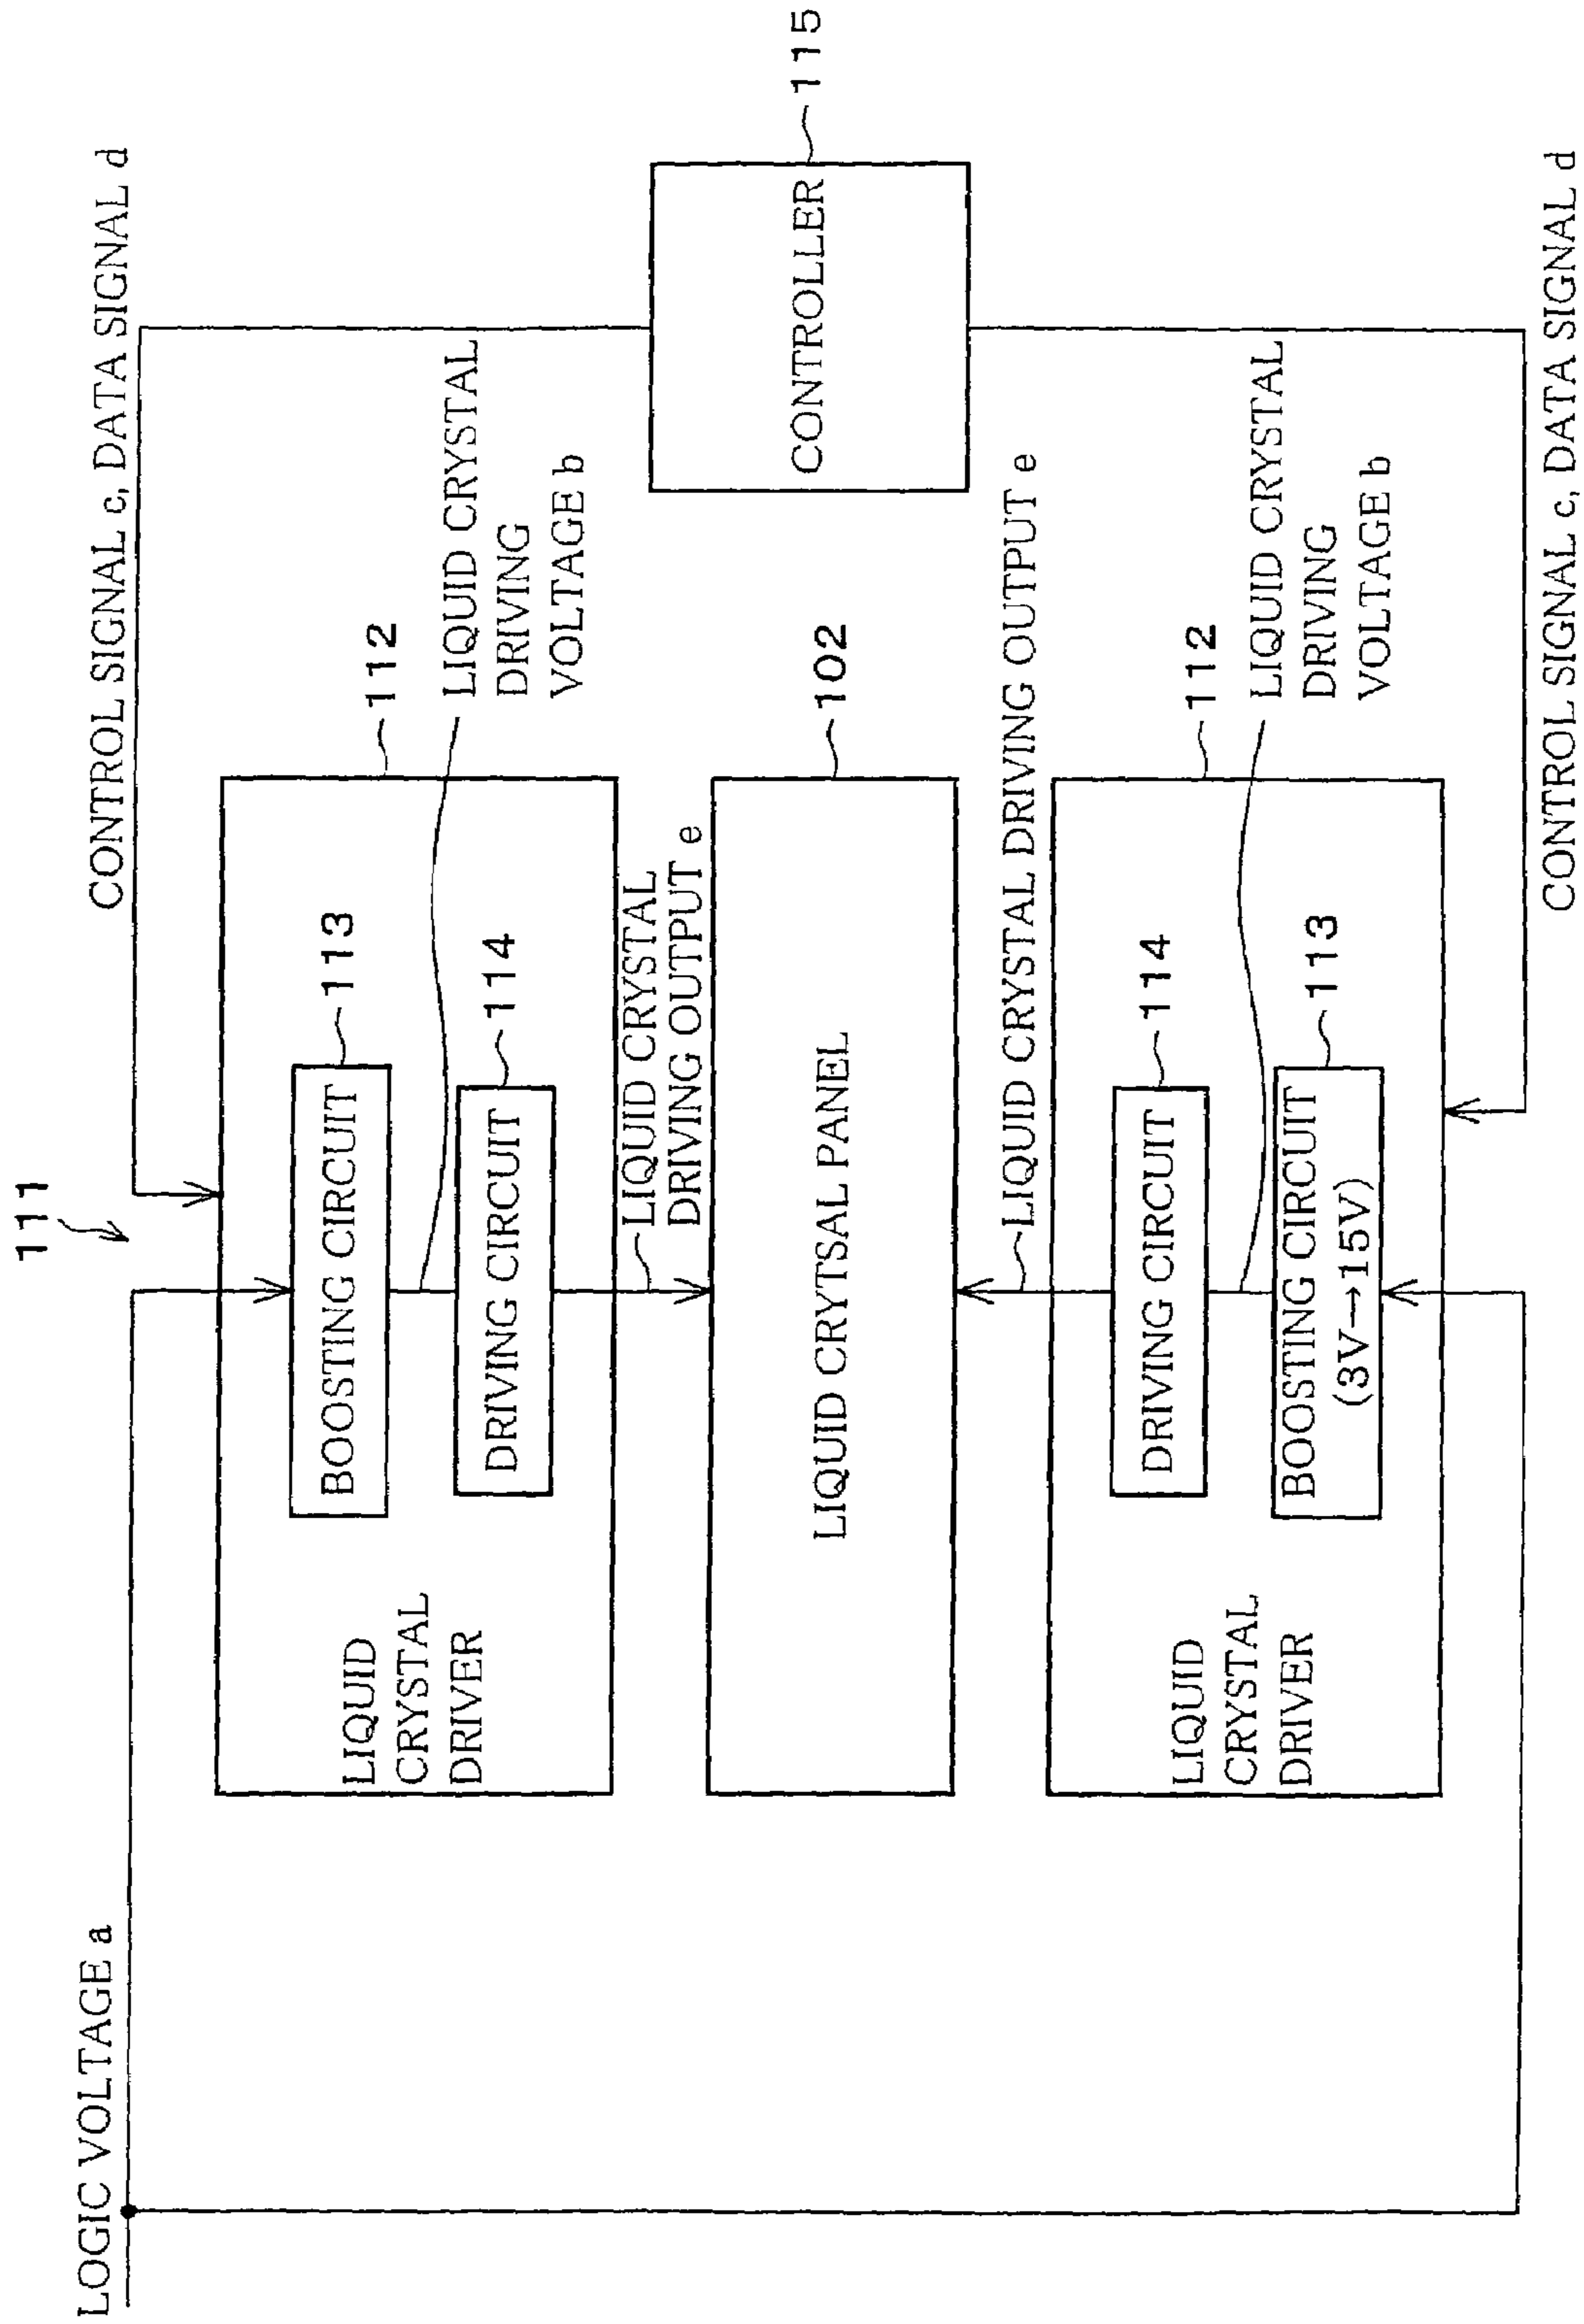 111
LOGIC VOLTAGE a
CONTROL SIGNAL c, DATA SIGNAL d
112
LIQUID CRYSTAL
DRIVING
VOLTAGE b
BOOSTING CIRCUIT
113
DRIVING CIRCUIT
114
LIQUID
CRYSTAL
DRIVER
LIQUID CRYSTAL
DRIVING OUTPUT e
102
LIQUID CRYTSAL PANEL
CONTROLLER
115
LIQUID CRYSTAL DRIVING OUTPUT e
112
LIQUID CRYSTAL
DRIVING
VOLTAGE b
DRIVING CIRCUIT
114
BOOSTING CIRCUIT
(3V→15V)
113
LIQUID
CRYSTAL
DRIVER
CONTROL SIGNAL c, DATA SIGNAL d